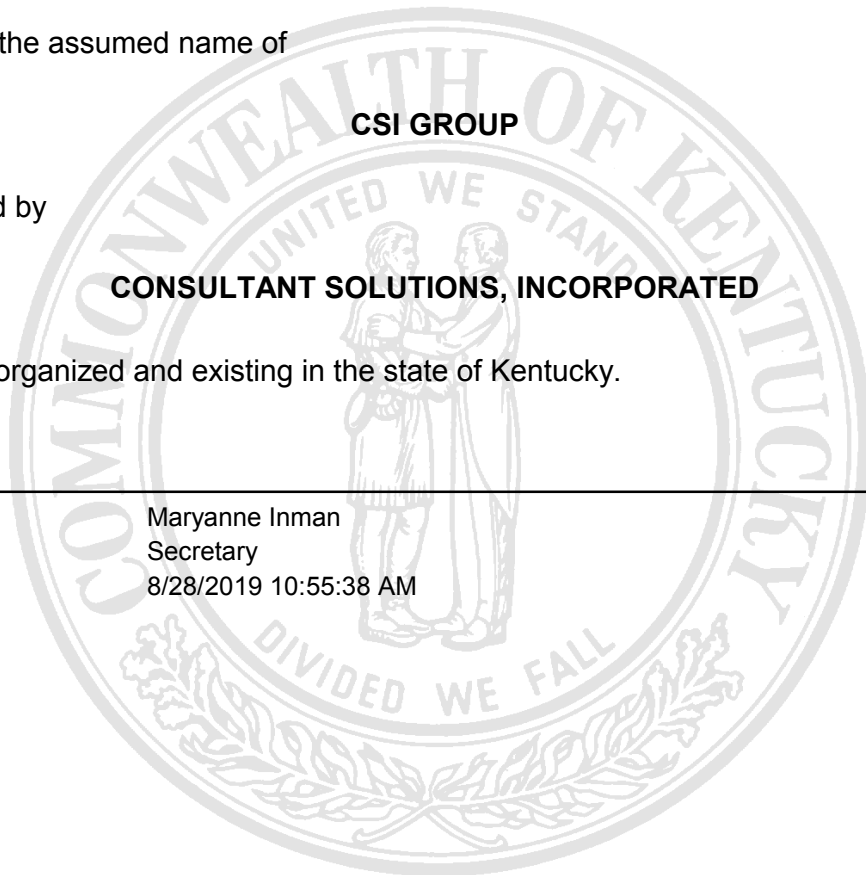 the assumed name of
CSI GROUP
d by
CONSULTANT SOLUTIONS, INCORPORATED
organized and existing in the state of Kentucky.
Maryanne Inman
Secretary
8/28/2019 10:55:38 AM
COMMONWEALTH OF KENTUCKY
UNITED WE STAND
DIVIDED WE FALL